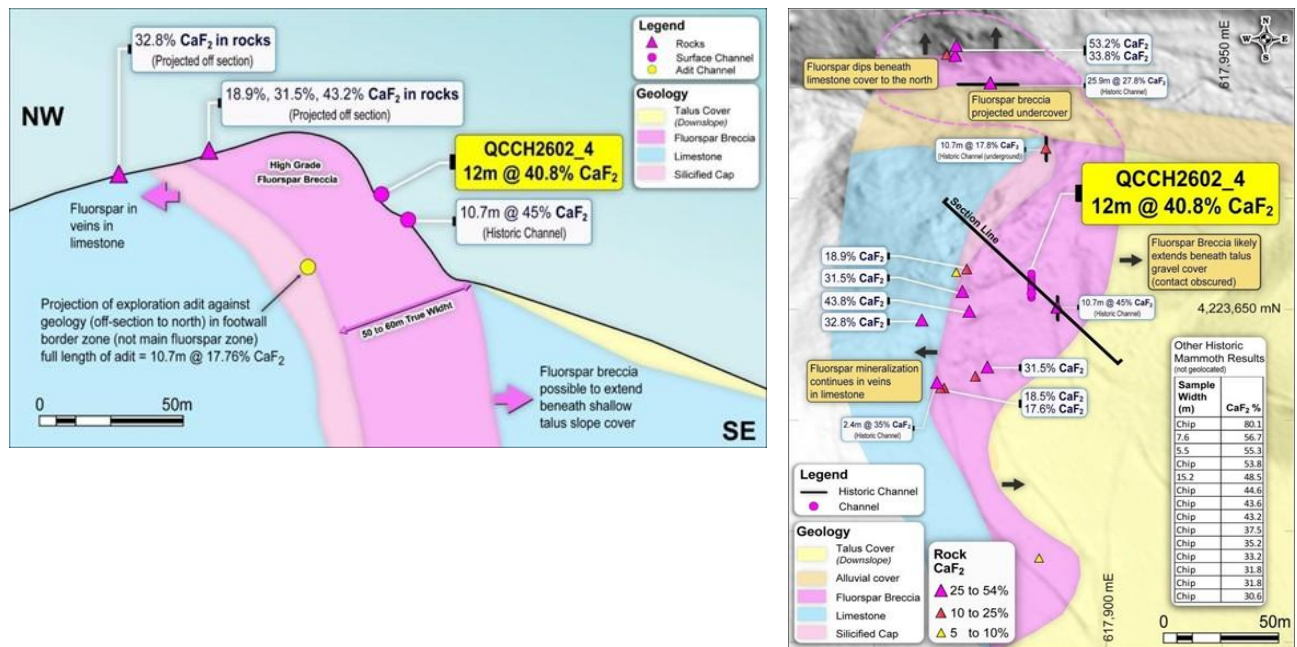 32.8% CaF₂ in rocks
(Projected off section)
18.9%, 31.5%, 43.2% CaF₂ in rocks
(Projected off section)
NW
High Grade
Fluorspar Breccia
QCCH2602_4
12m @ 40.8% CaF₂
10.7m @ 45% CaF₂
(Historic Channel)
Fluorspar in
veins in
limestone
Projection of exploration adit against
geology (off-section to north) in footwall
border zone (not main fluorspar zone)
full length of adit = 10.7m @ 17.76% CaF₂
50 to 60m True Widht
Fluorspar breccia
possible to extend
beneath shallow
talus slope cover
0 50m
SE
Legend
Rocks
Surface Channel
Adit Channel
Geology
Talus Cover
(Downslope)
Fluorspar Breccia
Limestone
Silicified Cap
53.2% CaF₂
33.8% CaF₂
Fluorspar dips beneath
limestone cover to the north
25.9m @ 27.8% CaF₂
(Historic Channel)
Fluorspar breccia
projected undercover
617,950 mE
N
W E
S
10.7m @ 17.8% CaF₂
(Historic Channel (underground)
QCCH2602_4
12m @ 40.8% CaF₂
Section Line
18.9% CaF₂
31.5% CaF₂
43.8% CaF₂
32.8% CaF₂
Fluorspar Breccia likely
extends beneath talus
gravel cover
(contact obscured)
10.7m @ 45% CaF₂
(Historic Channel)
4,223,650 mN
Fluorspar mineralization
continues in veins
in limestone
31.5% CaF₂
18.5% CaF₂
17.6% CaF₂
2.4m @ 35% CaF₂
(Historic Channel)
Other Historic
Mammoth Results
(not geolocated)
Sample Width (m) CaF₂ %
Chip 80.1
7.6 56.7
5.5 55.3
Chip 53.8
15.2 48.5
Chip 44.6
Chip 43.6
Chip 43.2
Chip 37.5
Chip 35.2
Chip 33.2
Chip 31.8
Chip 31.8
Chip 30.6
Legend
Historic Channel
Channel
Geology
Talus Cover
(Downslope)
Alluvial cover
Fluorspar Breccia
Limestone
Silicified Cap
Rock
CaF₂
25 to 54%
10 to 25%
5 to 10%
617,900 mE
0 50m